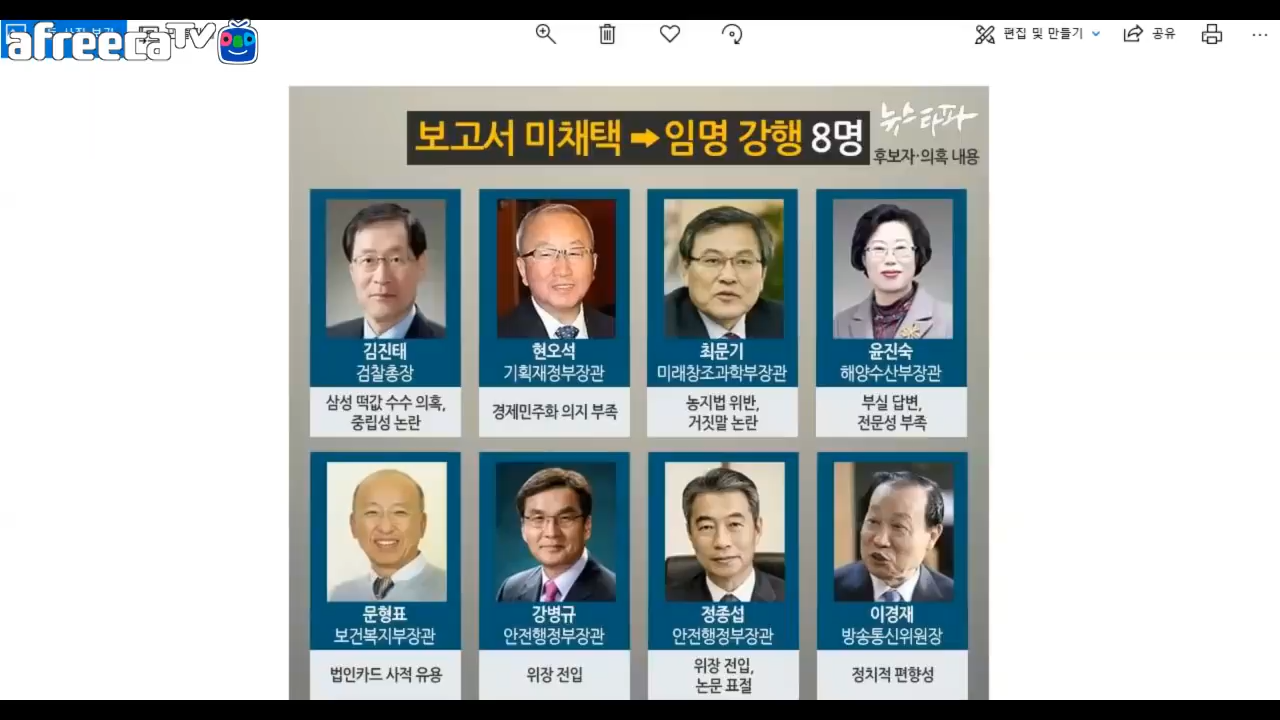 afreecaTV
편집 및 만들기
공유
보고서 미채택 ➡ 임명 강행 8명
뉴스타파
후보자·의혹 내용
김진태
검찰총장
삼성 떡값 수수 의혹,
중립성 논란
현오석
기획재정부장관
경제민주화 의지 부족
최문기
미래창조과학부장관
농지법 위반,
거짓말 논란
윤진숙
해양수산부장관
부실 답변,
전문성 부족
문형표
보건복지부장관
법인카드 사적 유용
강병규
안전행정부장관
위장 전입
정종섭
안전행정부장관
위장 전입,
논문 표절
이경재
방송통신위원장
정치적 편향성